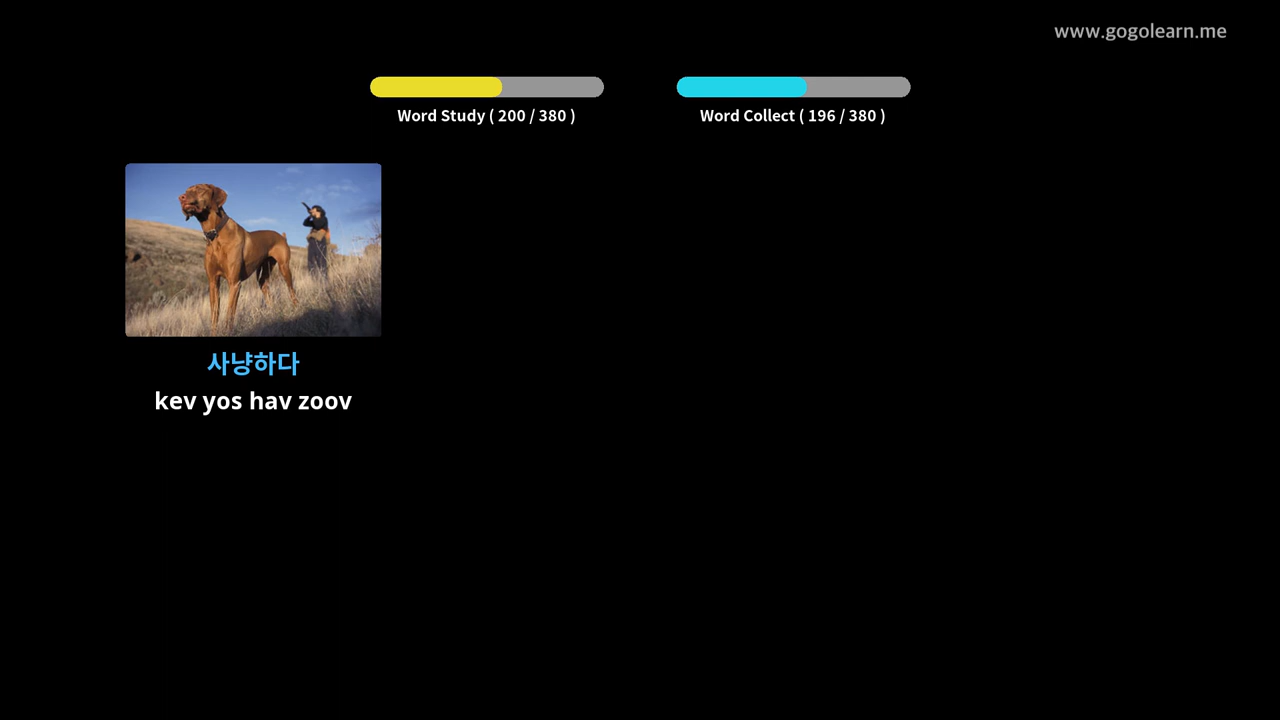 www.gogolearn.me
Word Study ( 200 / 380 )
Word Collect ( 196 / 380 )
사냥하다
kev yos hav zoov